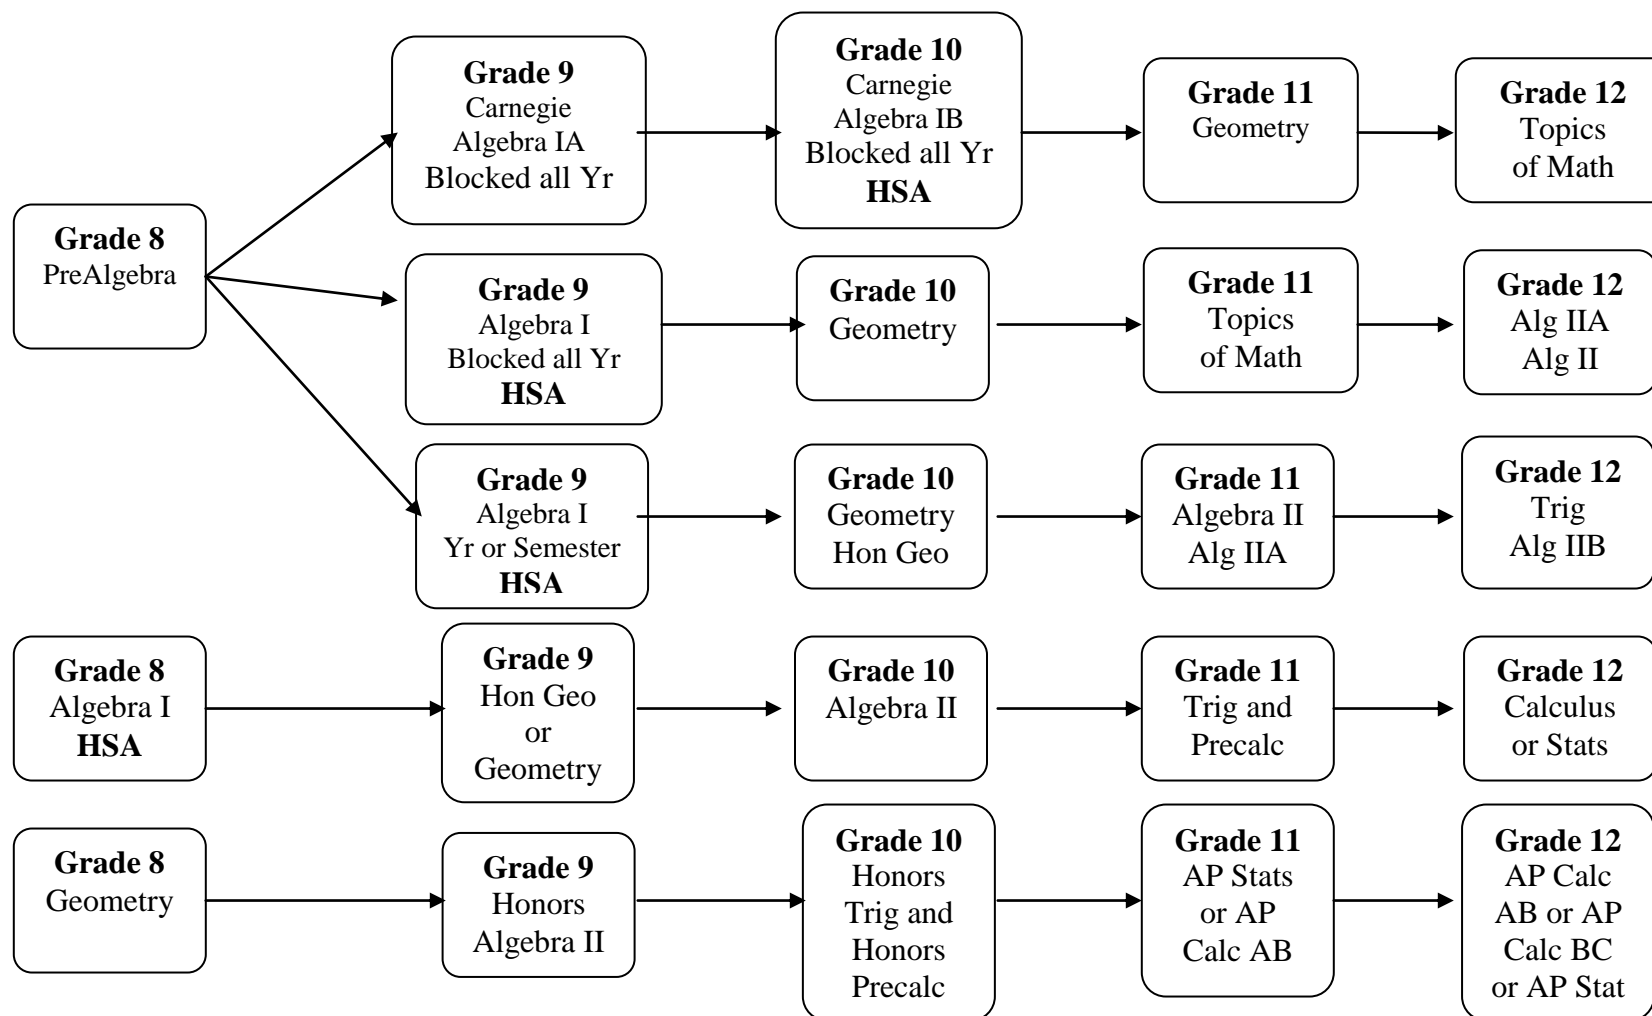 Grade 8
PreAlgebra
Grade 9
Carnegie
Algebra IA
Blocked all Yr
Grade 10
Carnegie
Algebra IB
Blocked all Yr
HSA
Grade 11
Geometry
Grade 12
Topics
of Math
Grade 9
Algebra I
Blocked all Yr
HSA
Grade 10
Geometry
Grade 11
Topics
of Math
Grade 12
Alg IIA
Alg II
Grade 9
Algebra I
Yr or Semester
HSA
Grade 10
Geometry
Hon Geo
Grade 11
Algebra II
Alg IIA
Grade 12
Trig
Alg IIB
Grade 8
Algebra I
HSA
Grade 9
Hon Geo
or
Geometry
Grade 10
Algebra II
Grade 11
Trig and
Precalc
Grade 12
Calculus
or Stats
Grade 8
Geometry
Grade 9
Honors
Algebra II
Grade 10
Honors
Trig and
Honors
Precalc
Grade 11
AP Stats
or AP
Calc AB
Grade 12
AP Calc
AB or AP
Calc BC
or AP Stat